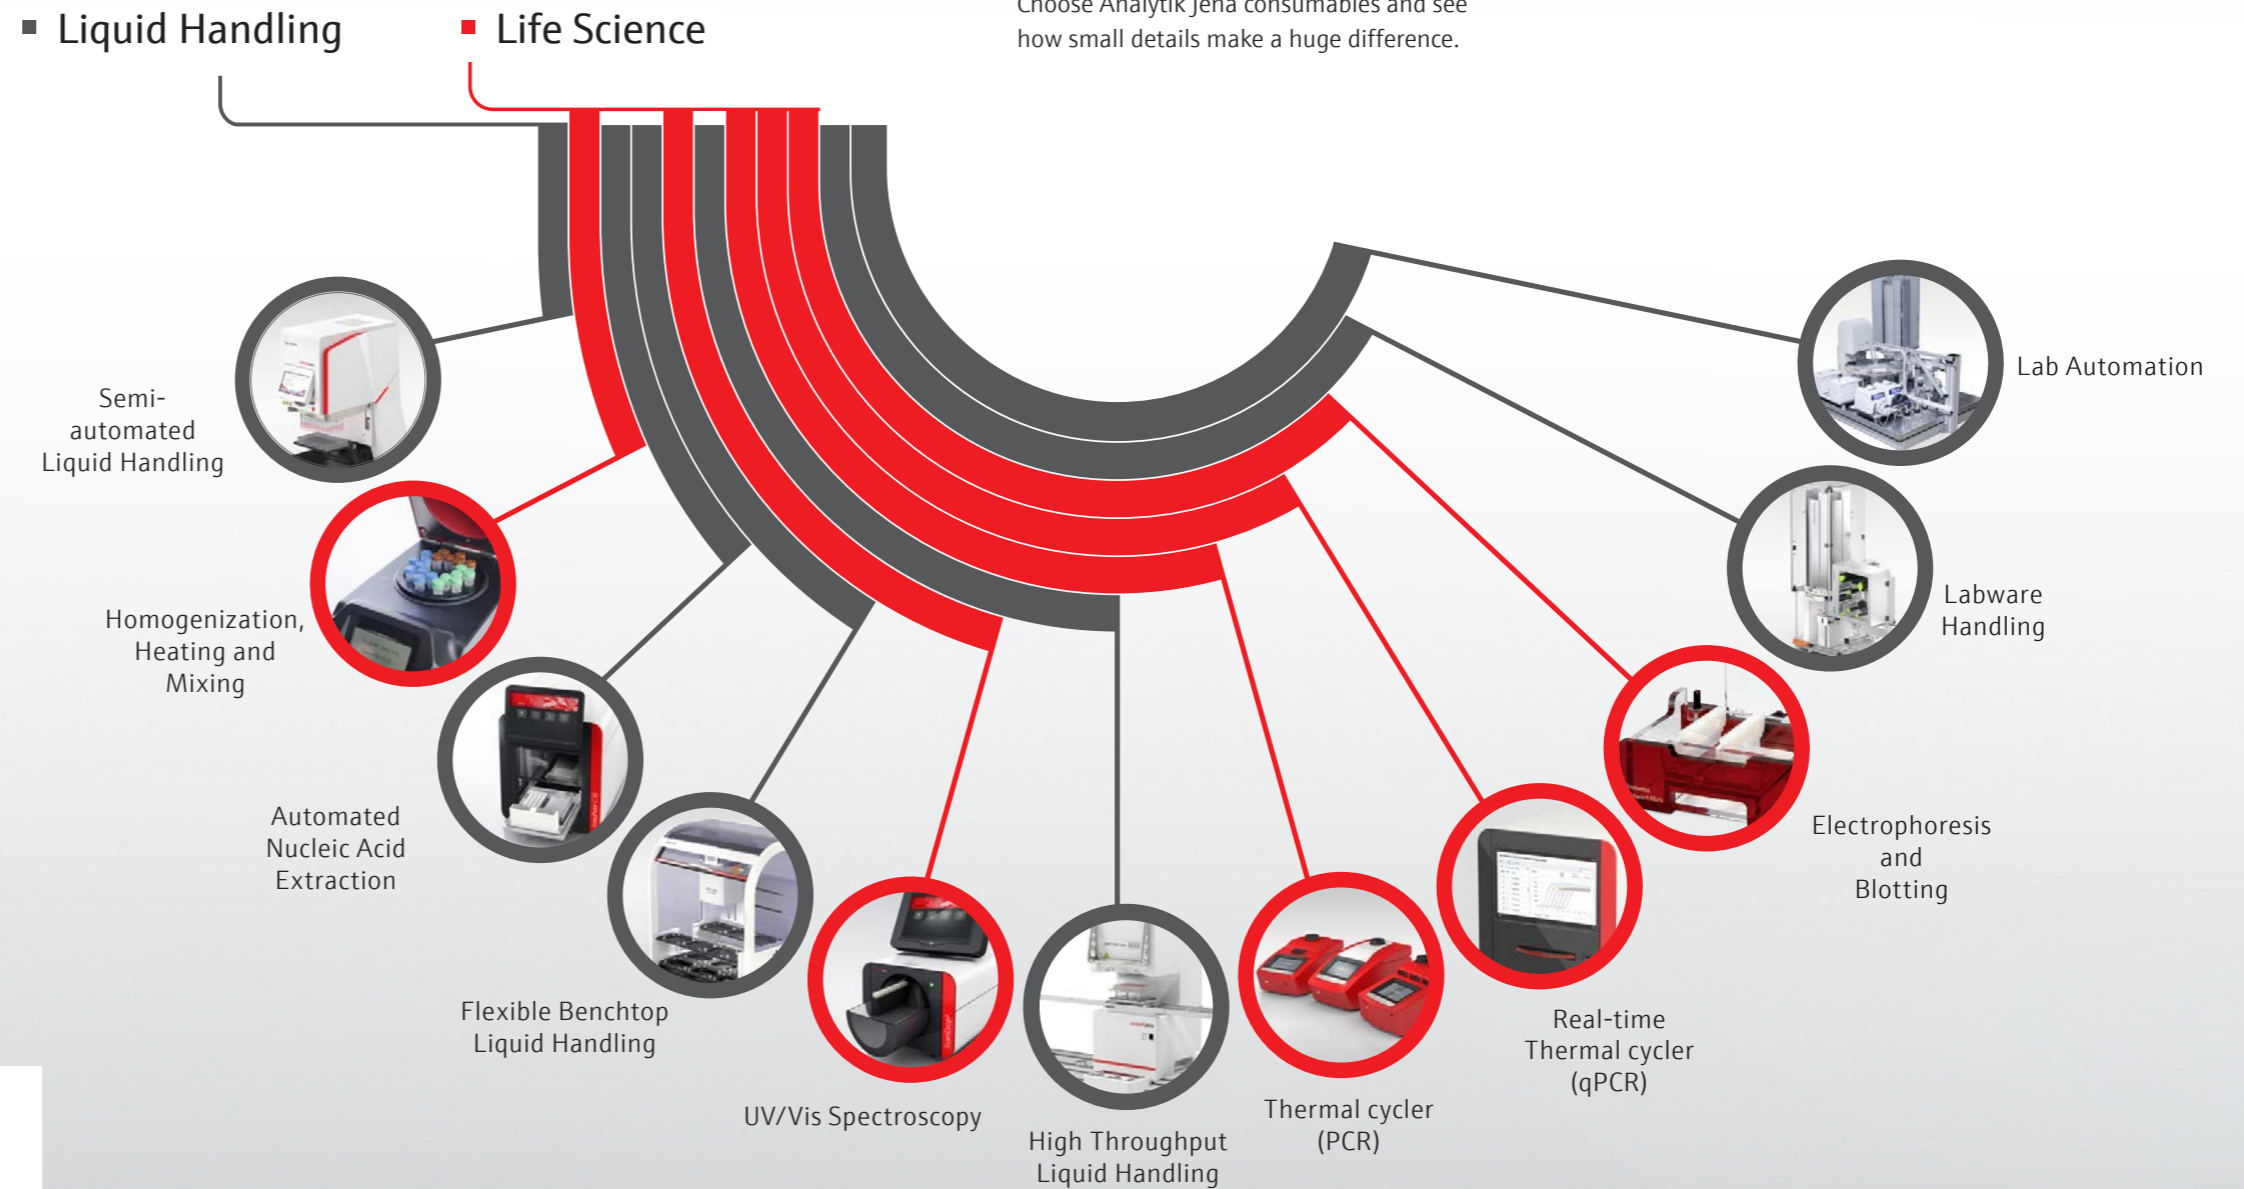 Liquid Handling
Life Science
Choose Analytik Jena consumables and see
how small details make a huge difference.
Semi-
automated
Liquid Handling
Homogenization,
Heating and
Mixing
Automated
Nucleic Acid
Extraction
Flexible Benchtop
Liquid Handling
UV/Vis Spectroscopy
High Throughput
Liquid Handling
Thermal cycler
(PCR)
Real-time
Thermal cycler
(qPCR)
Electrophoresis
and
Blotting
Labware
Handling
Lab Automation